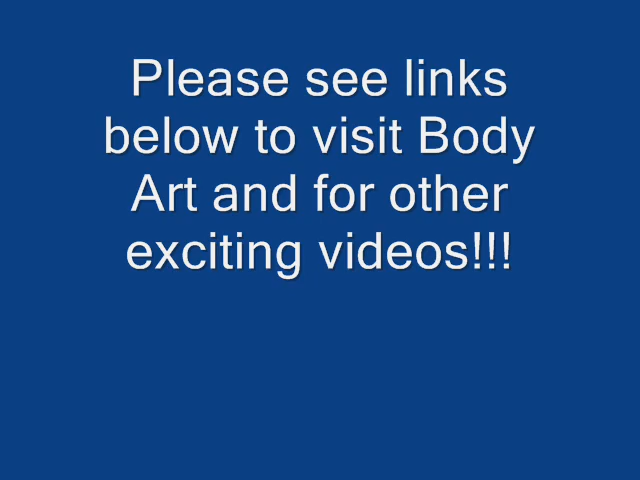 Please see links
below to visit Body
Art and for other
exciting videos!!!